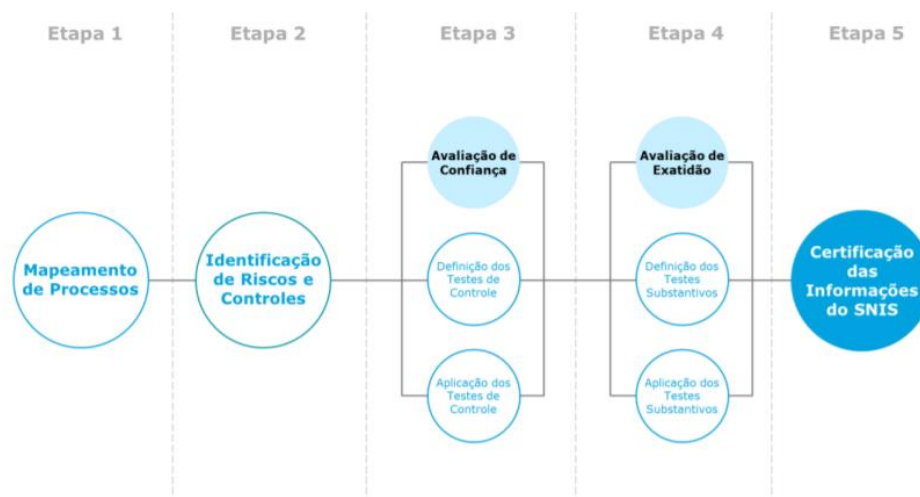 Etapa 1
Etapa 2
Etapa 3
Etapa 4
Etapa 5
Mapeamento
de Processos
Identificação
de Riscos e
Controles
Avaliação de
Confiança
Definição dos
Testes de
Controle
Aplicação dos
Testes de
Controle
Avaliação de
Exatidão
Definição dos
Testes
Substantivos
Aplicação dos
Testes
Substantivos
Certificação
das
Informações
do SNIS